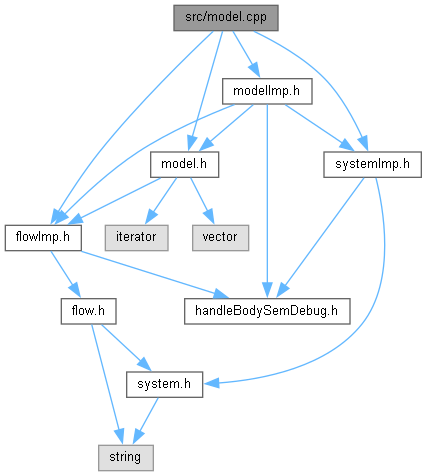 src/model.cpp
modelImp.h
model.h
systemImp.h
flowImp.h
iterator
vector
flow.h
handleBodySemDebug.h
system.h
string